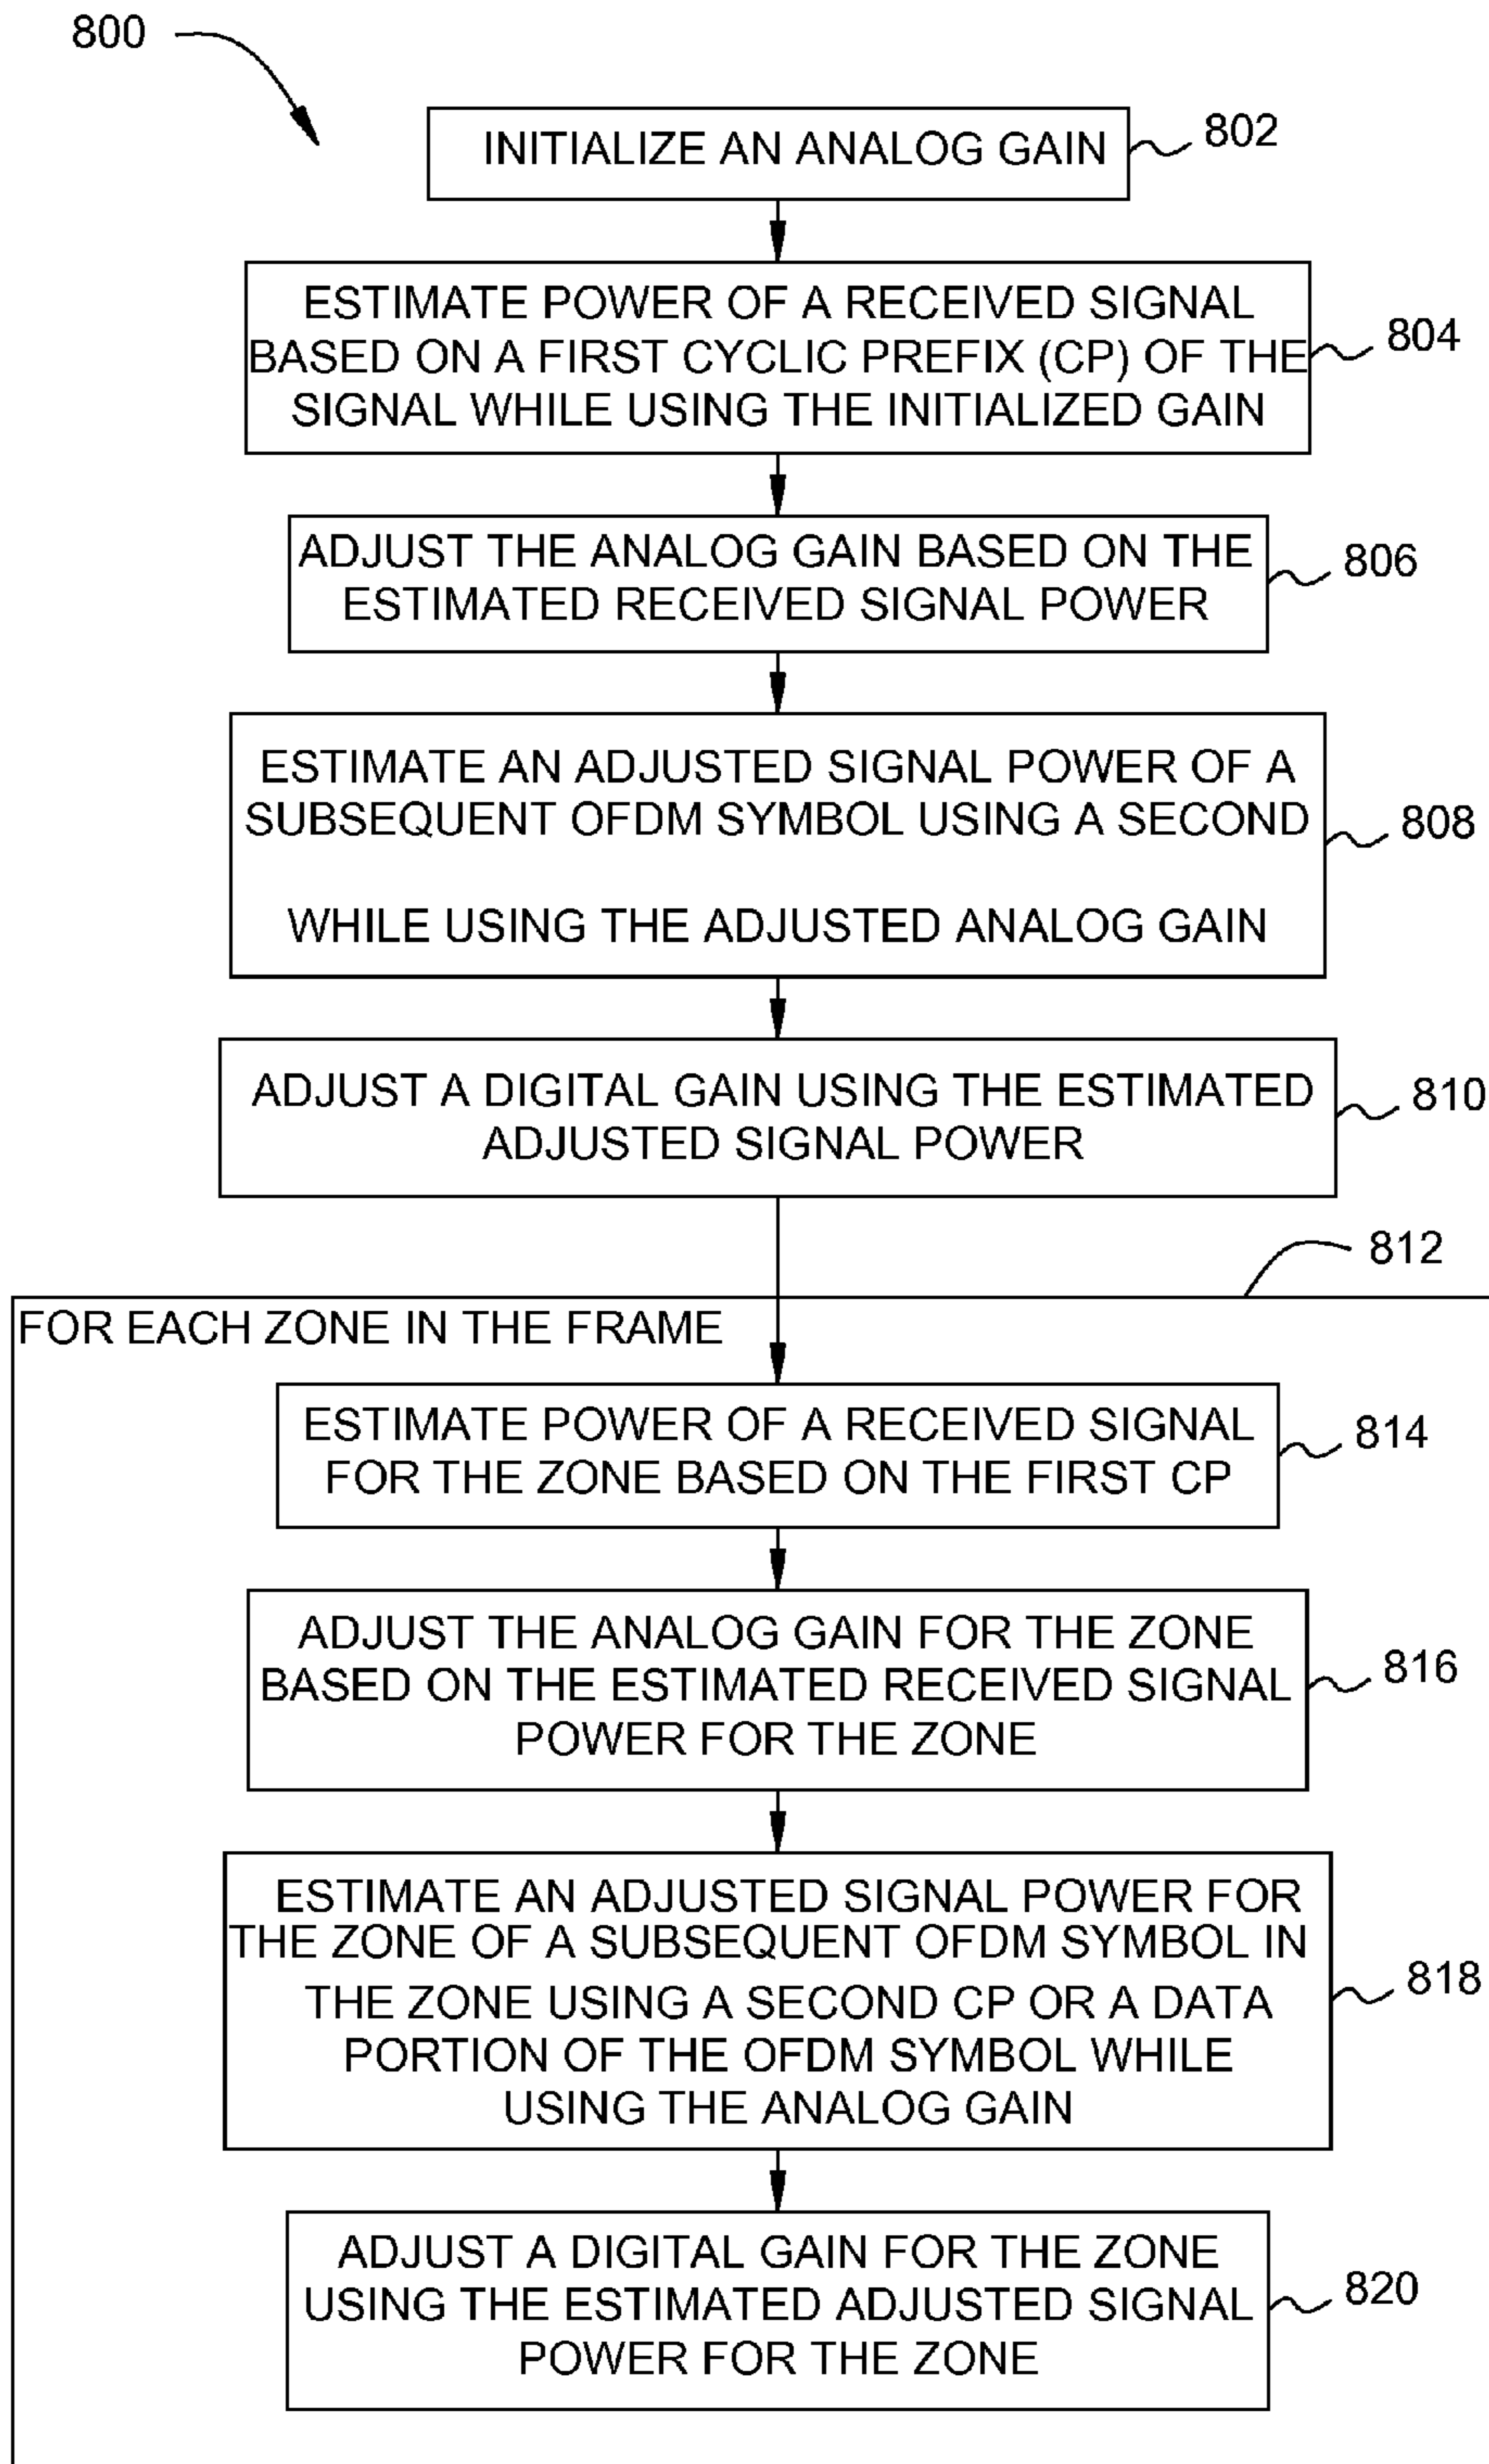 800
INITIALIZE AN ANALOG GAIN
802
ESTIMATE POWER OF A RECEIVED SIGNAL
BASED ON A FIRST CYCLIC PREFIX (CP) OF THE
SIGNAL WHILE USING THE INITIALIZED GAIN
804
ADJUST THE ANALOG GAIN BASED ON THE
ESTIMATED RECEIVED SIGNAL POWER
806
ESTIMATE AN ADJUSTED SIGNAL POWER OF A
SUBSEQUENT OFDM SYMBOL USING A SECOND
WHILE USING THE ADJUSTED ANALOG GAIN
808
ADJUST A DIGITAL GAIN USING THE ESTIMATED
ADJUSTED SIGNAL POWER
810
812
FOR EACH ZONE IN THE FRAME
ESTIMATE POWER OF A RECEIVED SIGNAL
FOR THE ZONE BASED ON THE FIRST CP
814
ADJUST THE ANALOG GAIN FOR THE ZONE
BASED ON THE ESTIMATED RECEIVED SIGNAL
POWER FOR THE ZONE
816
ESTIMATE AN ADJUSTED SIGNAL POWER FOR
THE ZONE OF A SUBSEQUENT OFDM SYMBOL IN
THE ZONE USING A SECOND CP OR A DATA
PORTION OF THE OFDM SYMBOL WHILE
USING THE ANALOG GAIN
818
ADJUST A DIGITAL GAIN FOR THE ZONE
USING THE ESTIMATED ADJUSTED SIGNAL
POWER FOR THE ZONE
820